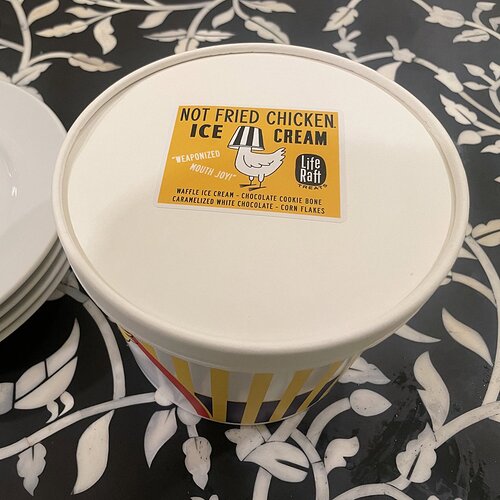 NOT FRIED CHICKEN.
ICE CREAM
"WEAPONIZED
MOUTH JOY!"
Life
Raft
TREATS
WAFFLE ICE CREAM - CHOCOLATE COOKIE BONE
CARAMELIZED WHITE CHOCOLATE - CORN FLAKES